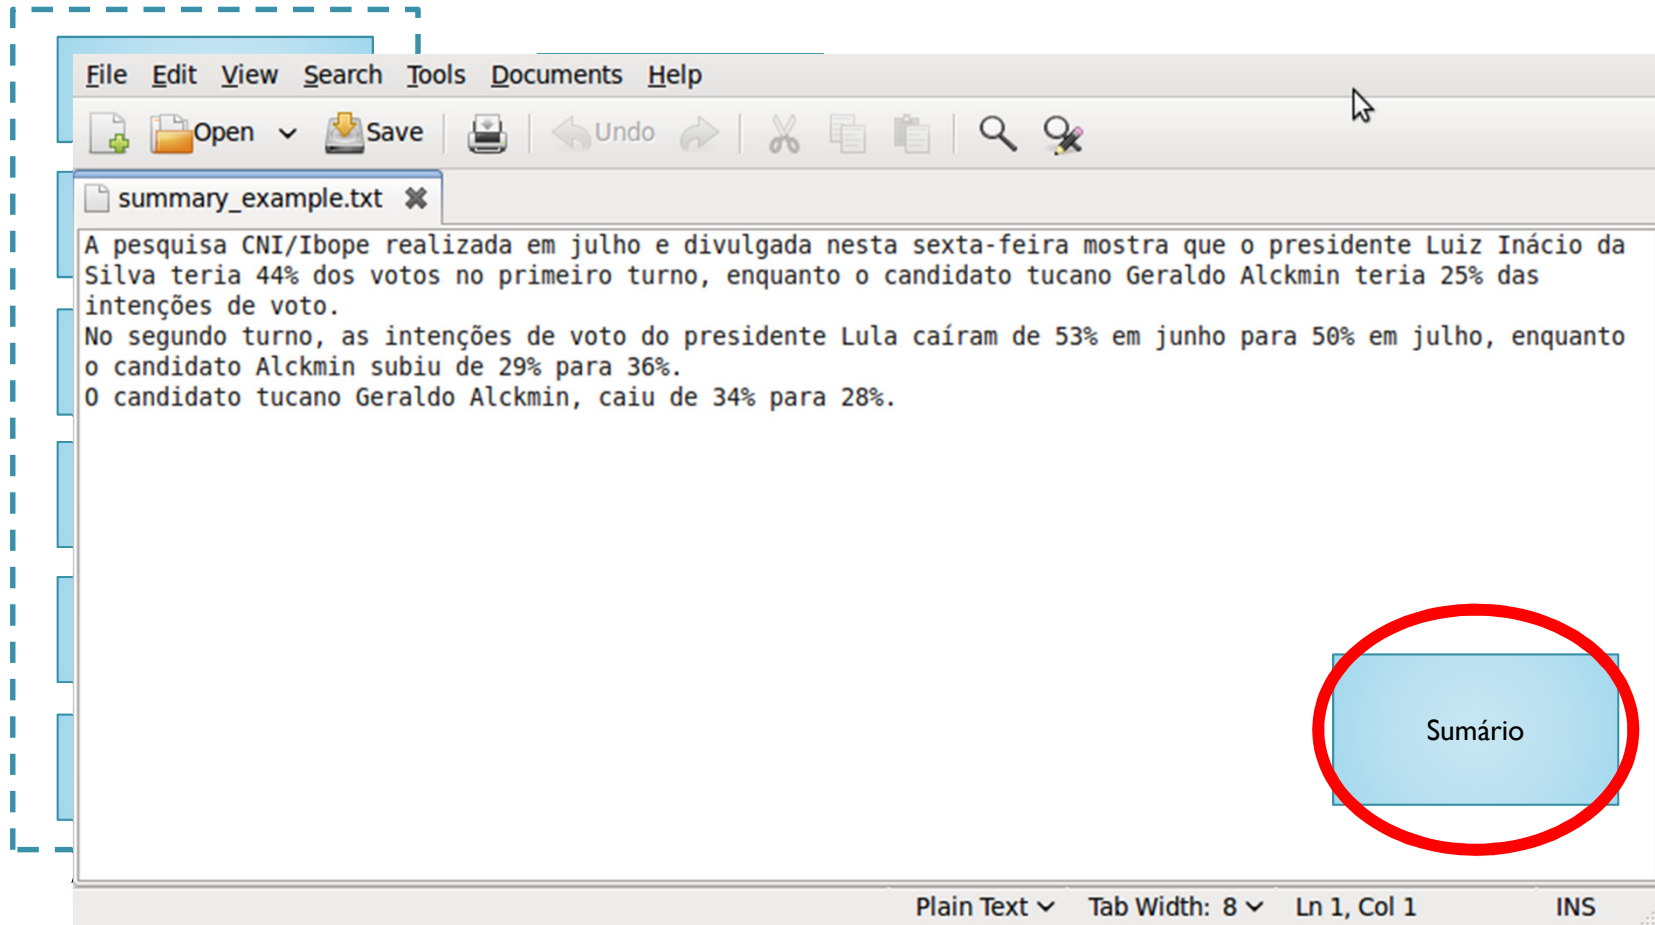 File Edit View Search Tools Documents Help
Open Save Undo
summary_example.txt
A pesquisa CNI/Ibope realizada em julho e divulgada nesta sexta-feira mostra que o presidente Luiz Inácio da
Silva teria 44% dos votos no primeiro turno, enquanto o candidato tucano Geraldo Alckmin teria 25% das
intenções de voto.
No segundo turno, as intenções de voto do presidente Lula caíram de 53% em junho para 50% em julho, enquanto
o candidato Alckmin subiu de 29% para 36%.
O candidato tucano Geraldo Alckmin, caiu de 34% para 28%.
Sumário
Plain Text Tab Width: 8 Ln 1, Col 1 INS